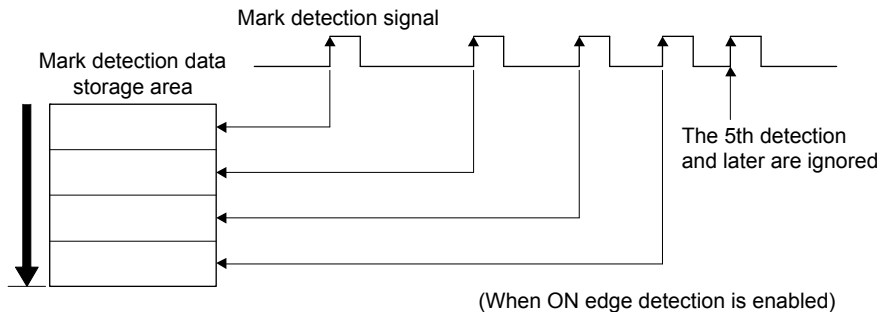 Mark detection signal
Mark detection data
storage area
The 5th detection
and later are ignored
(When ON edge detection is enabled)